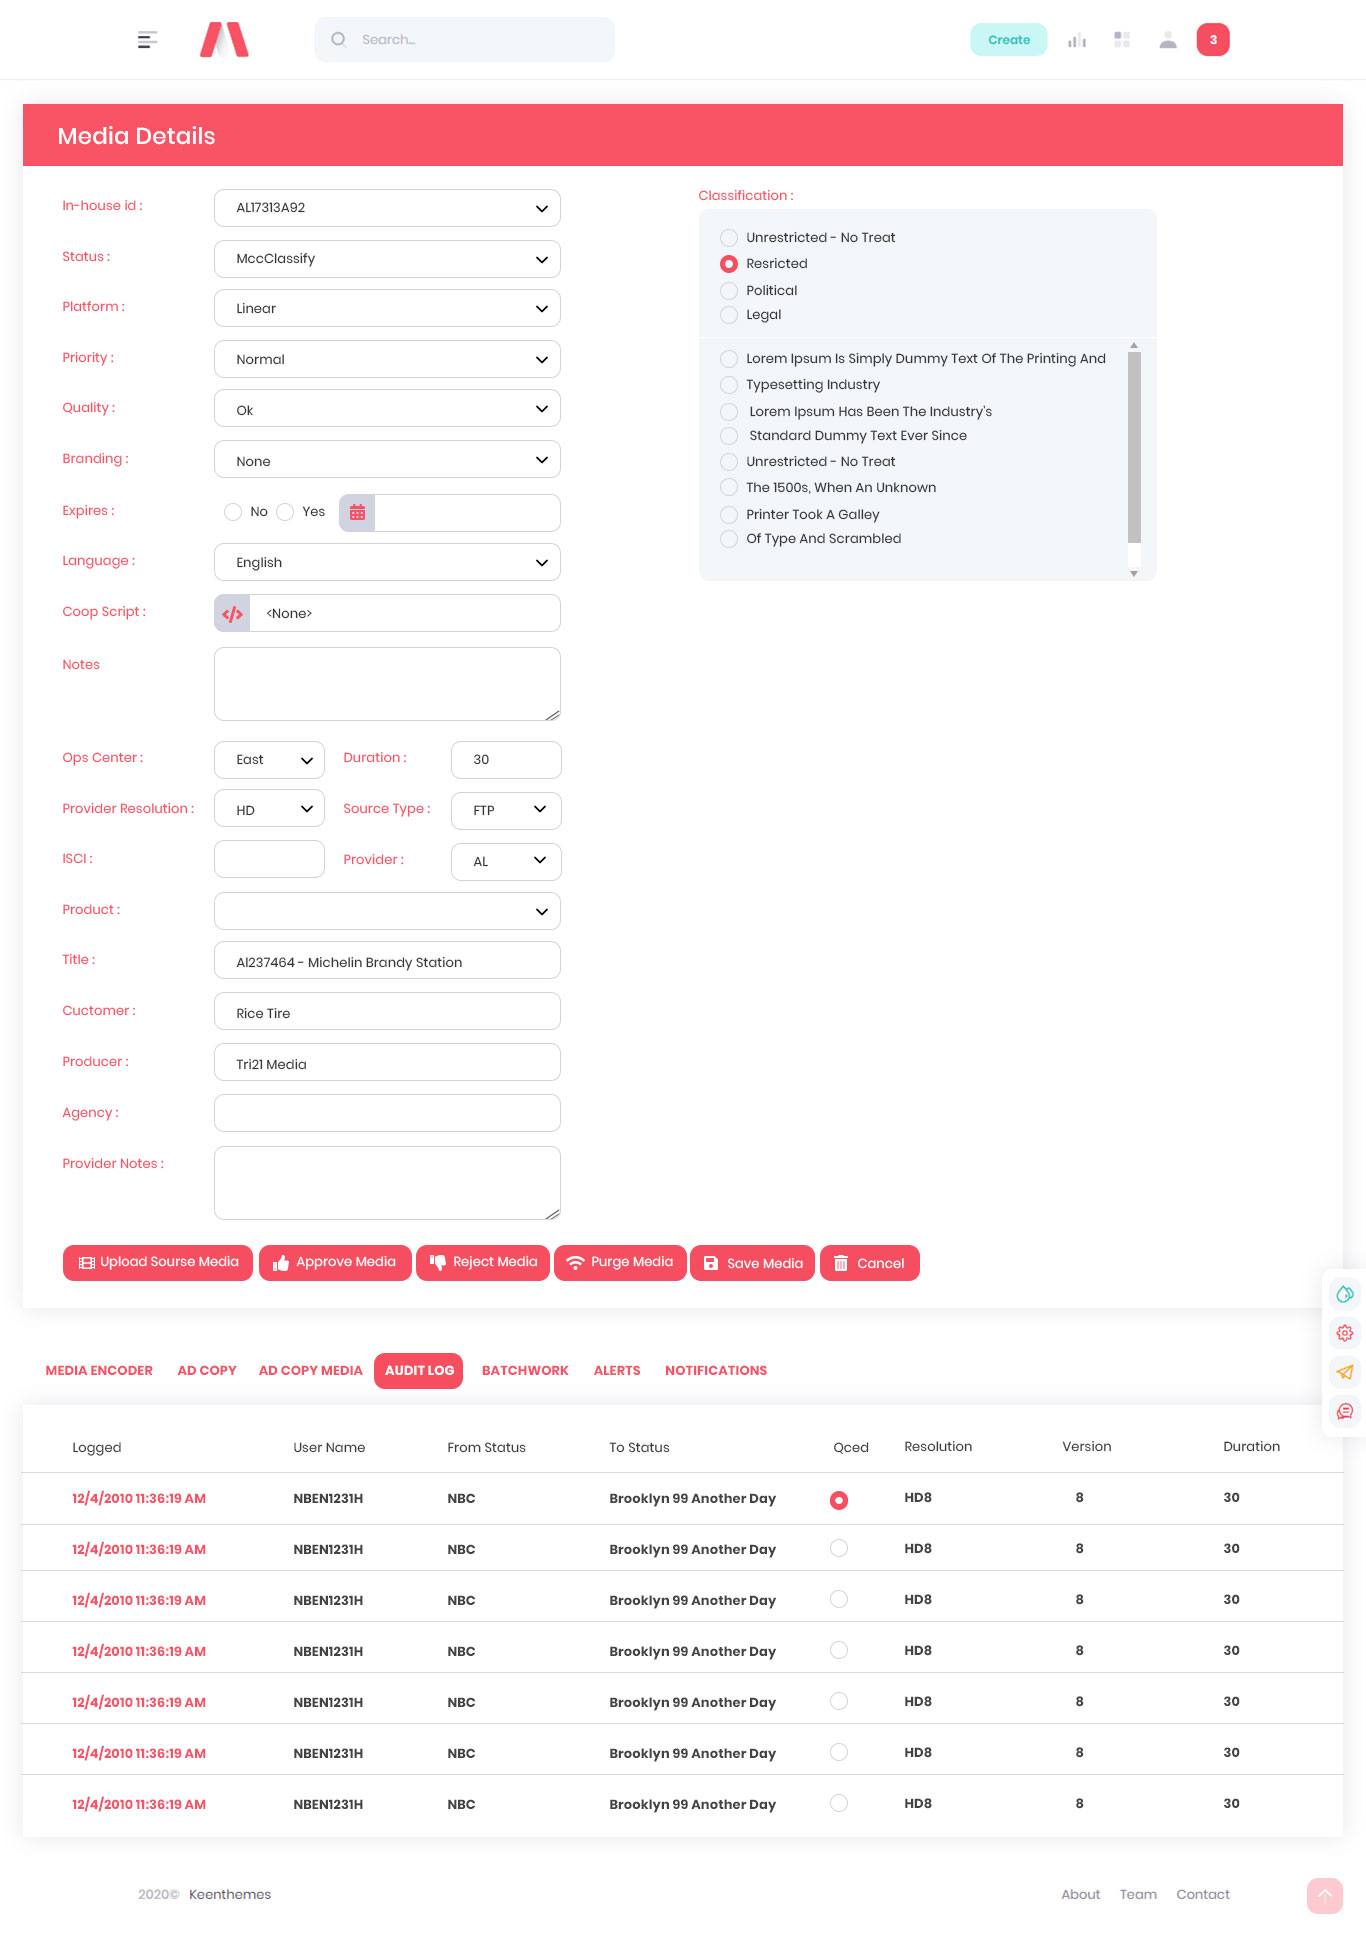 Search...
Create
3
Media Details
In-house id :
AL17313A92
Status :
MccClassify
Platform :
Linear
Priority :
Normal
Quality :
Ok
Branding :
None
Expires :
No
Yes
Language :
English
Coop Script :
<None>
Notes
Ops Center :
East
Duration :
30
Provider Resolution :
HD
Source Type :
FTP
ISCI :
Provider :
AL
Product :
Title :
Al237464 - Michelin Brandy Station
Cuctomer :
Rice Tire
Producer :
Tri21 Media
Agency :
Provider Notes :
Classification :
Unrestricted - No Treat
Resricted
Political
Legal
Lorem Ipsum Is Simply Dummy Text Of The Printing And
Typesetting Industry
Lorem Ipsum Has Been The Industry's
Standard Dummy Text Ever Since
Unrestricted - No Treat
The 1500s, When An Unknown
Printer Took A Galley
Of Type And Scrambled
Upload Sourse Media
Approve Media
Reject Media
Purge Media
Save Media
Cancel
MEDIA ENCODER
AD COPY
AD COPY MEDIA
AUDIT LOG
BATCHWORK
ALERTS
NOTIFICATIONS
Logged User Name From Status To Status Qced Resolution Version Duration
12/4/2010 11:36:19 AM NBEN1231H NBC Brooklyn 99 Another Day HD8 8 30
12/4/2010 11:36:19 AM NBEN1231H NBC Brooklyn 99 Another Day HD8 8 30
12/4/2010 11:36:19 AM NBEN1231H NBC Brooklyn 99 Another Day HD8 8 30
12/4/2010 11:36:19 AM NBEN1231H NBC Brooklyn 99 Another Day HD8 8 30
12/4/2010 11:36:19 AM NBEN1231H NBC Brooklyn 99 Another Day HD8 8 30
12/4/2010 11:36:19 AM NBEN1231H NBC Brooklyn 99 Another Day HD8 8 30
12/4/2010 11:36:19 AM NBEN1231H NBC Brooklyn 99 Another Day HD8 8 30
2020© Keenthemes
About Team Contact